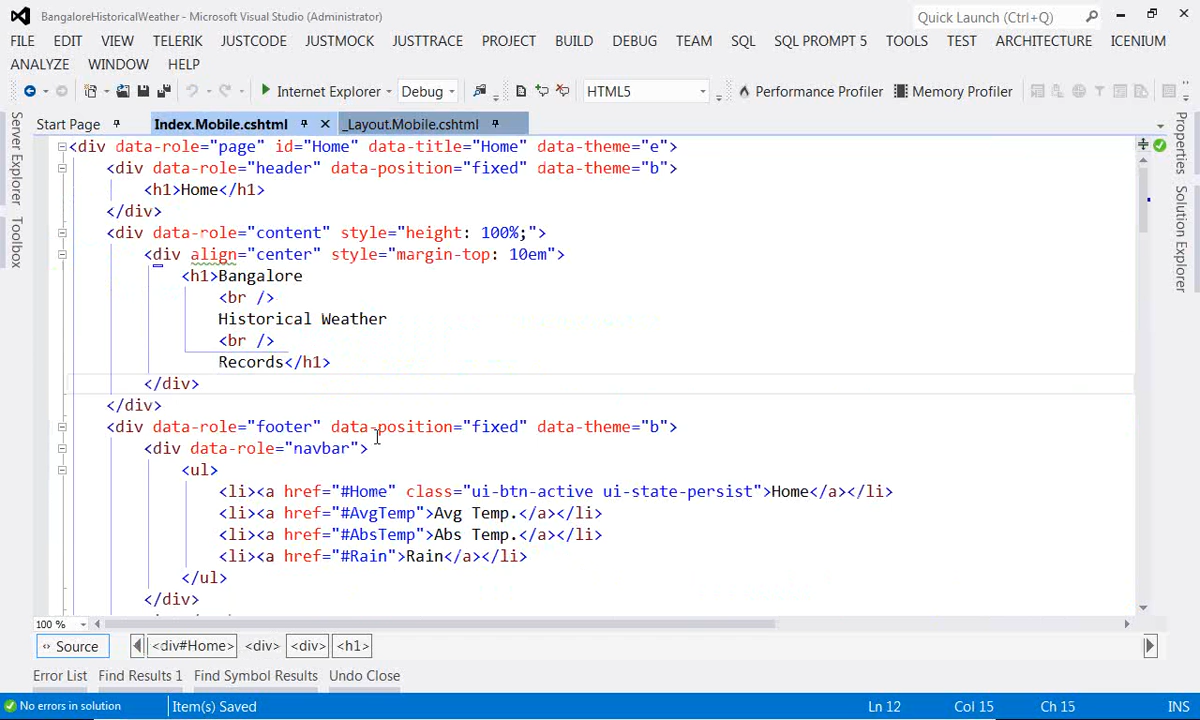 BangaloreHistoricalWeather - Microsoft Visual Studio (Administrator)
Quick Launch (Ctrl+Q)
FILE EDIT VIEW TELERIK JUSTCODE JUSTMOCK JUSTTRACE PROJECT BUILD DEBUG TEAM SQL SQL PROMPT 5 TOOLS TEST ARCHITECTURE ICENIUM
ANALYZE WINDOW HELP
Internet Explorer Debug HTML5 Performance Profiler Memory Profiler
Start Page Index.Mobile.cshtml _Layout.Mobile.cshtml
Server Explorer
Toolbox
Properties
Solution Explorer
<div data-role="page" id="Home" data-title="Home" data-theme="e">
<div data-role="header" data-position="fixed" data-theme="b">
<h1>Home</h1>
</div>
<div data-role="content" style="height: 100%;">
<div align="center" style="margin-top: 10em">
<h1>Bangalore
<br />
Historical Weather
<br />
Records</h1>
</div>
</div>
<div data-role="footer" data-position="fixed" data-theme="b">
<div data-role="navbar">
<ul>
<li><a href="#Home" class="ui-btn-active ui-state-persist">Home</a></li>
<li><a href="#AvgTemp">Avg Temp.</a></li>
<li><a href="#AbsTemp">Abs Temp.</a></li>
<li><a href="#Rain">Rain</a></li>
</ul>
</div>
100 %
Source <div#Home> <div> <div> <h1>
Error List Find Results 1 Find Symbol Results Undo Close
No errors in solution Item(s) Saved Ln 12 Col 15 Ch 15 INS